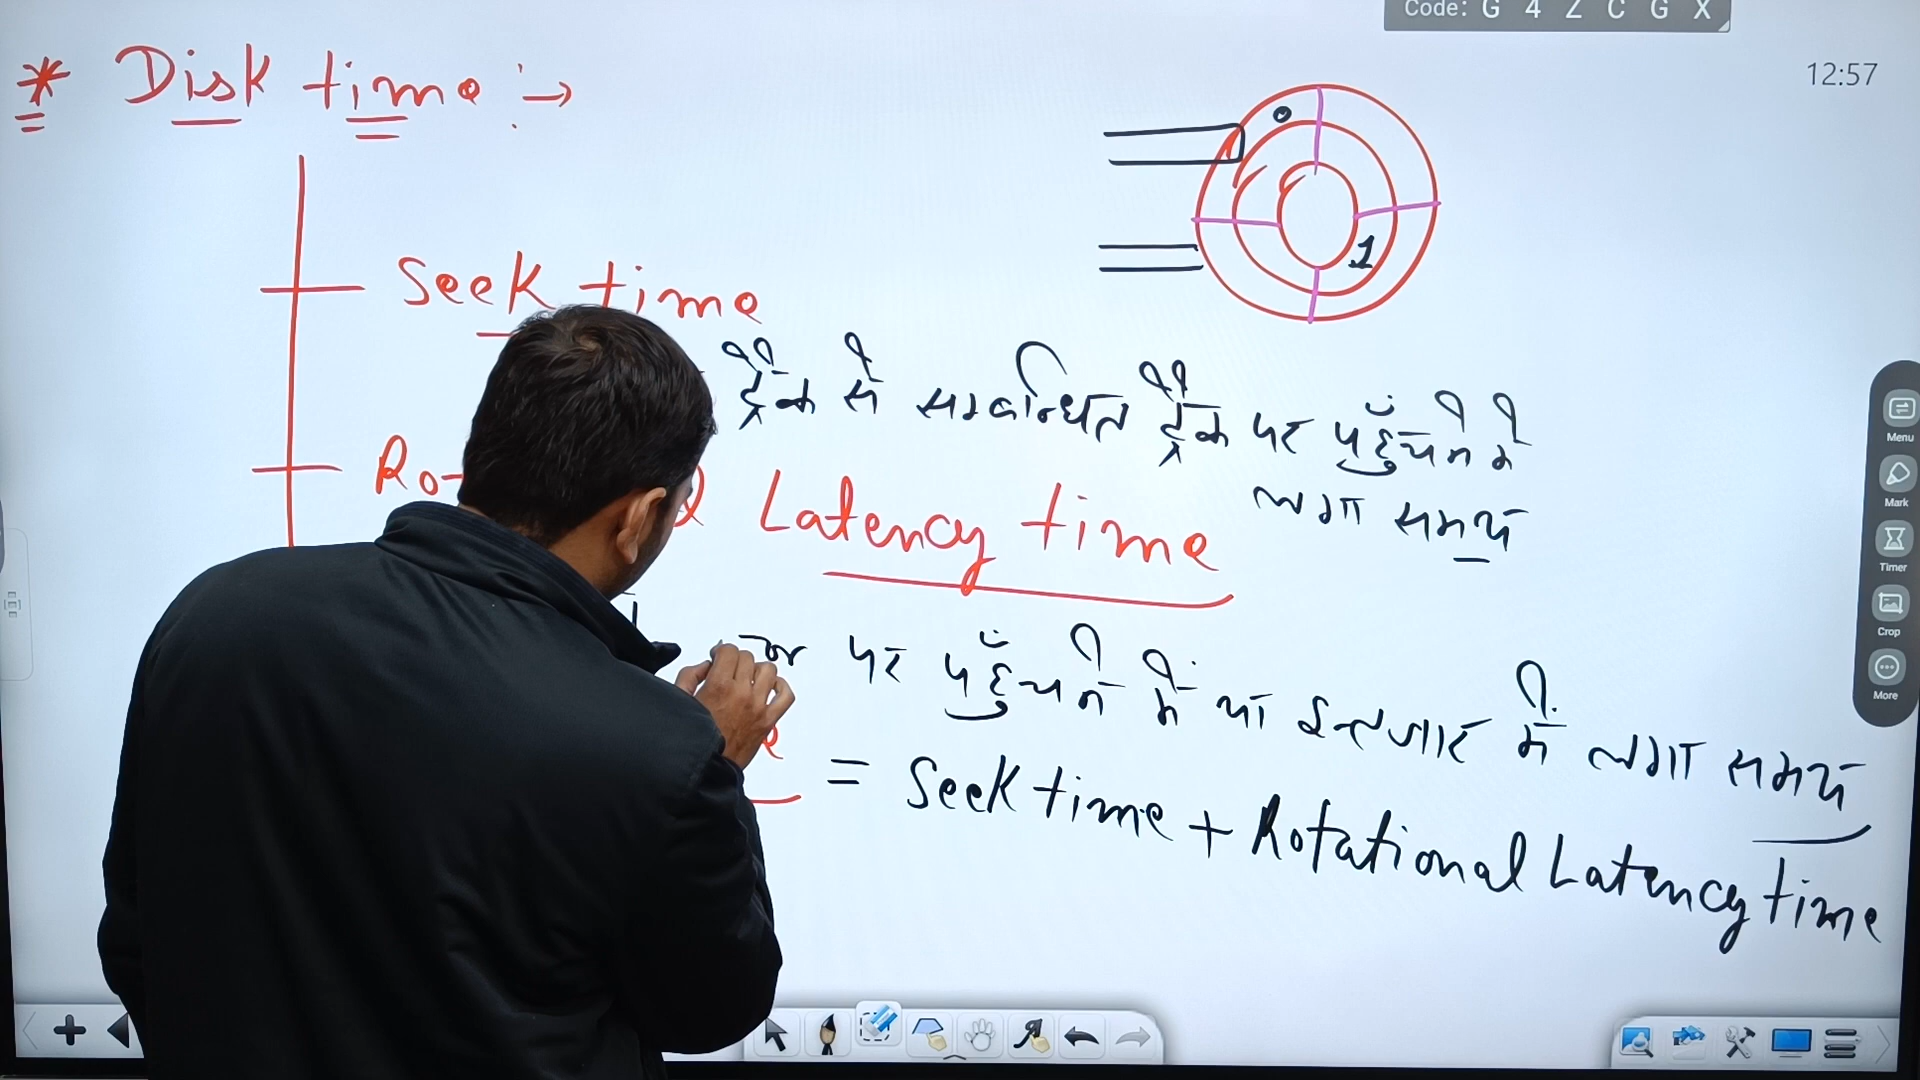 Code: G 4 Z C G X
12:57
* Disk time :→
0
1
Seek time
ट्रैक से सम्बन्धित ट्रैक पर पहुँचने मे
लगा समय
Latency time
पर पहुँचने में या इन्तजार में लगा समय
= Seek time + Rotational Latency time
Menu
Mark
Timer
Crop
More